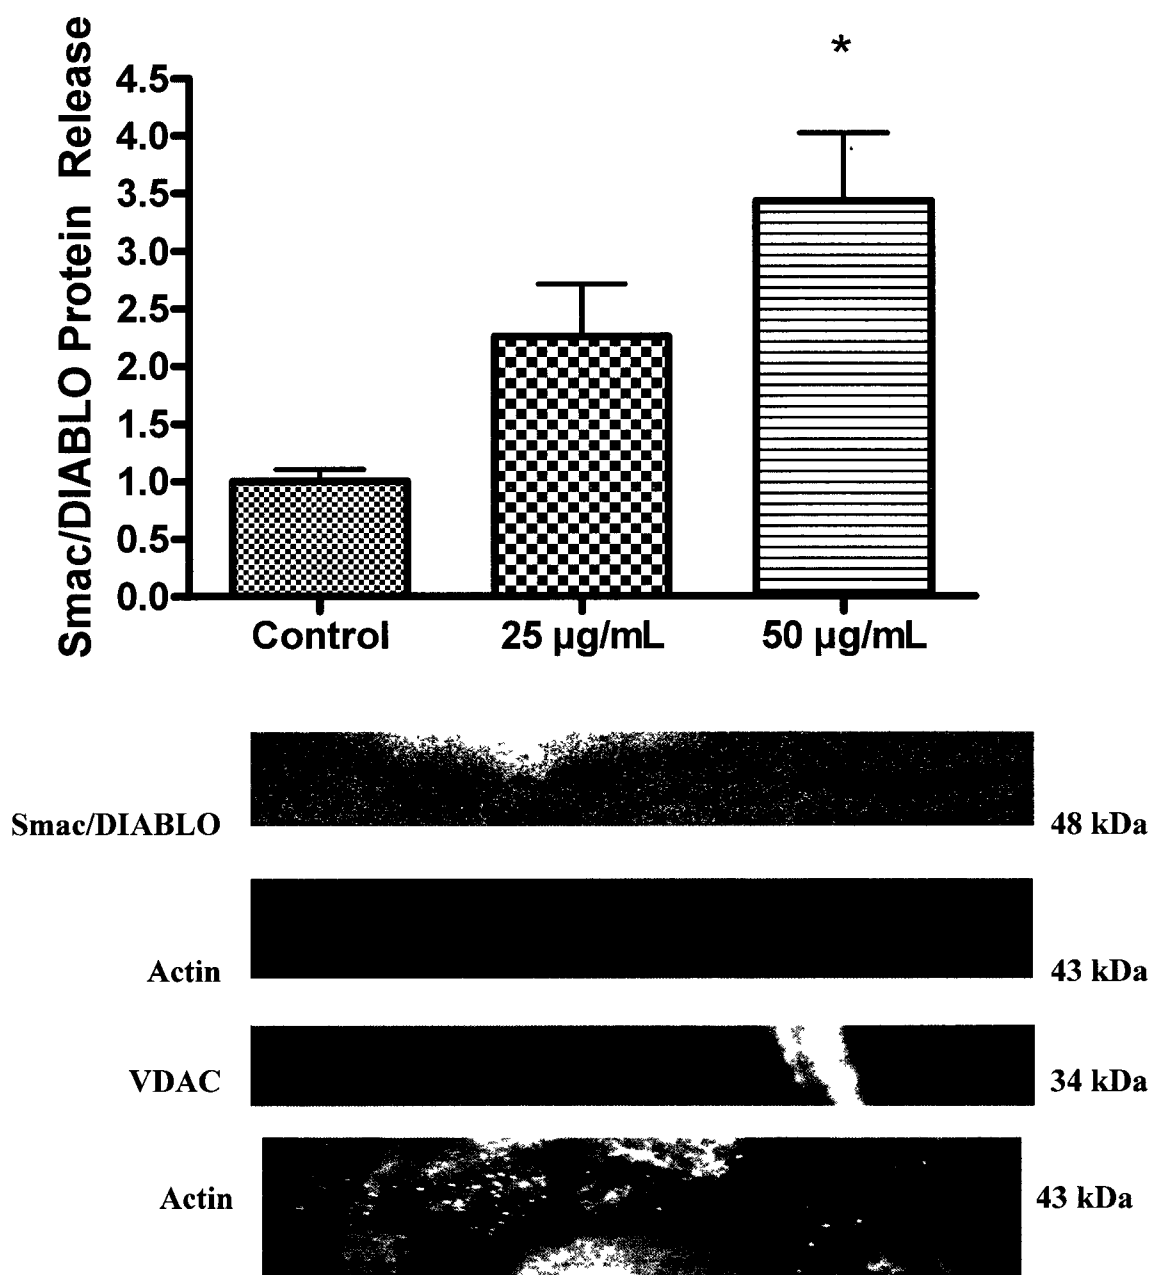 *
Smac/DIABLO Protein Release
4.5
4.0
3.5
3.0
2.5
2.0
1.5
1.0
0.5
0.0
Control 25 µg/mL 50 µg/mL
Smac/DIABLO 48 kDa
Actin 43 kDa
VDAC 34 kDa
Actin 43 kDa